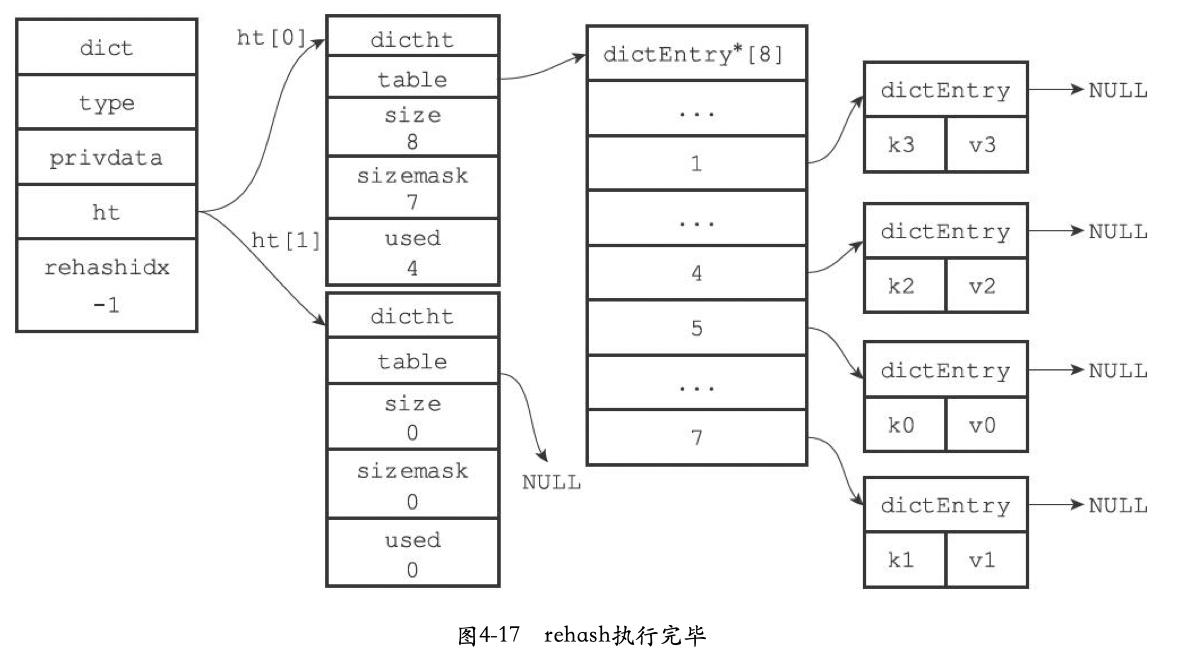 dict
type
privdata
ht
rehashidx
-1
ht[0]
ht[1]
dictht
table
size
8
sizemask
7
used
4
dictht
table
size
0
sizemask
0
used
0
NULL
dictEntry*[8]
...
1
...
4
5
...
7
dictEntry
NULL
k3 v3
dictEntry
NULL
k2 v2
dictEntry
NULL
k0 v0
dictEntry
NULL
k1 v1
图4-17 rehash执行完毕